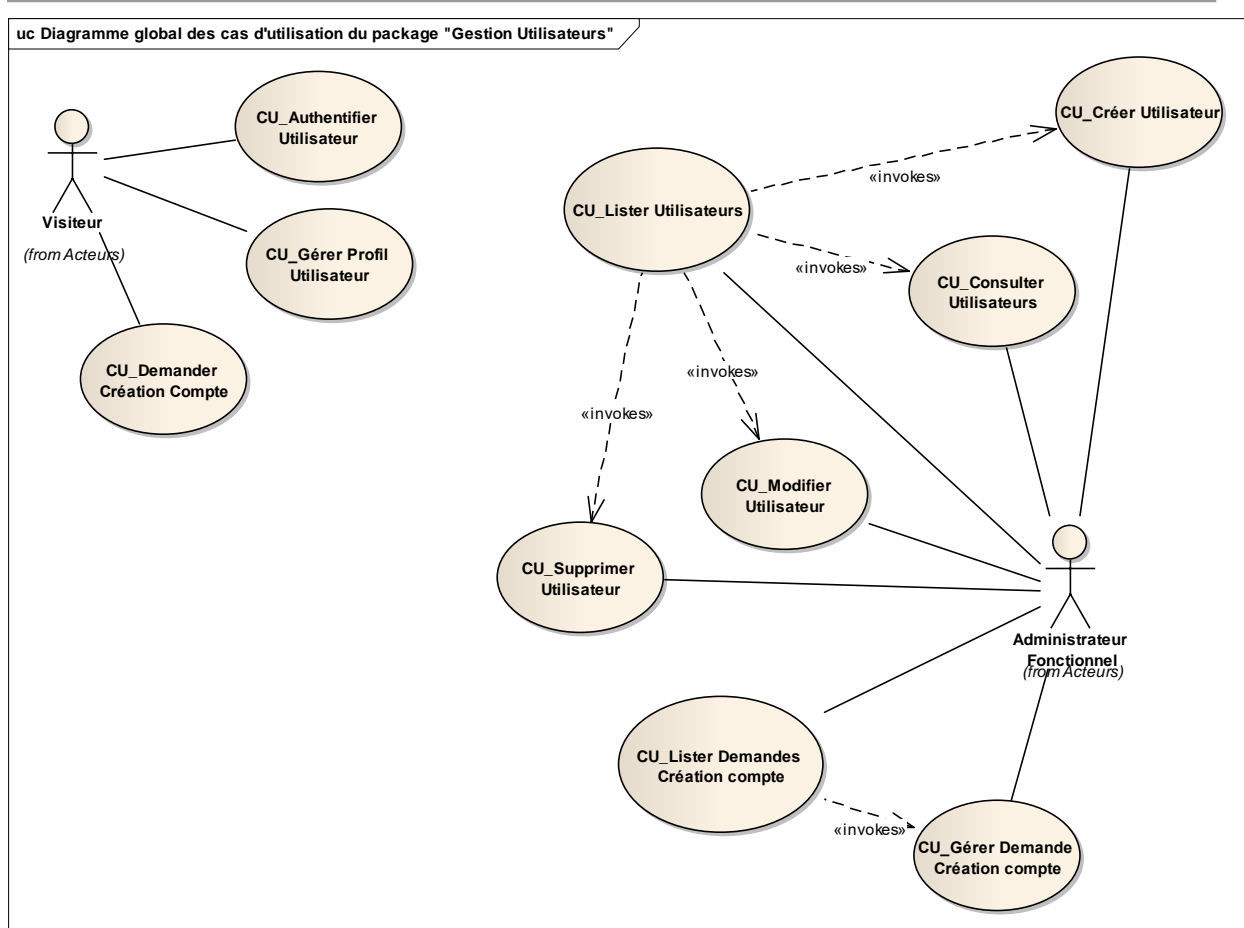 uc Diagramme global des cas d'utilisation du package "Gestion Utilisateurs"
CU_Authentifier
Utilisateur
Visiteur
(from Acteurs)
CU_Gérer Profil
Utilisateur
CU_Demander
Création Compte
CU_Créer Utilisateur
«invokes»
CU_Lister Utilisateurs
«invokes»
CU_Consulter
Utilisateurs
«invokes»
«invokes»
CU_Modifier
Utilisateur
CU_Supprimer
Utilisateur
Administrateur
Fonctionnel
(from Acteurs)
CU_Lister Demandes
Création compte
«invokes»
CU_Gérer Demande
Création compte